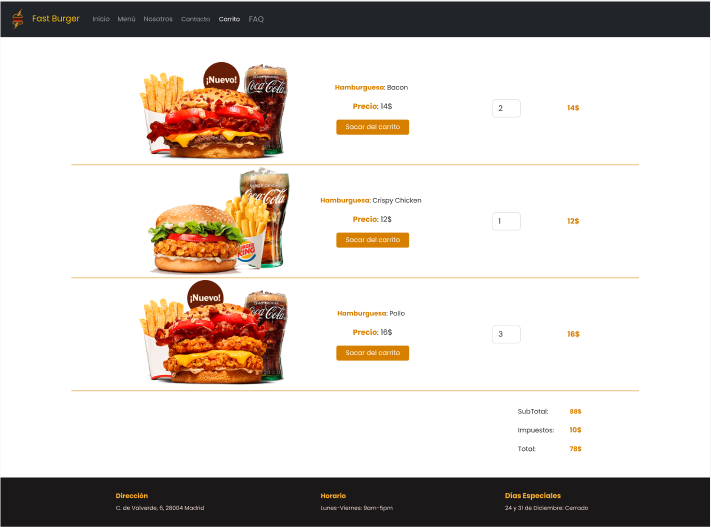 Fast Burger Inicio Menú Nosotros Contacto Carrito FAQ
¡Nuevo!
Coca-Cola
Hamburguesa: Bacon
Precio: 14$
Sacar del carrito
2
14$
Coca-Cola
BURGER KING
Hamburguesa: Crispy Chicken
Precio: 12$
Sacar del carrito
1
12$
¡Nuevo!
Coca-Cola
Hamburguesa: Pollo
Precio: 16$
Sacar del carrito
3
16$
SubTotal: 88$
Impuestos: 10$
Total: 78$
Dirección
C. de Valverde, 6, 28004 Madrid
Horario
Lunes-Viernes: 9am-5pm
Días Especiales
24 y 31 de Diciembre: Cerrado